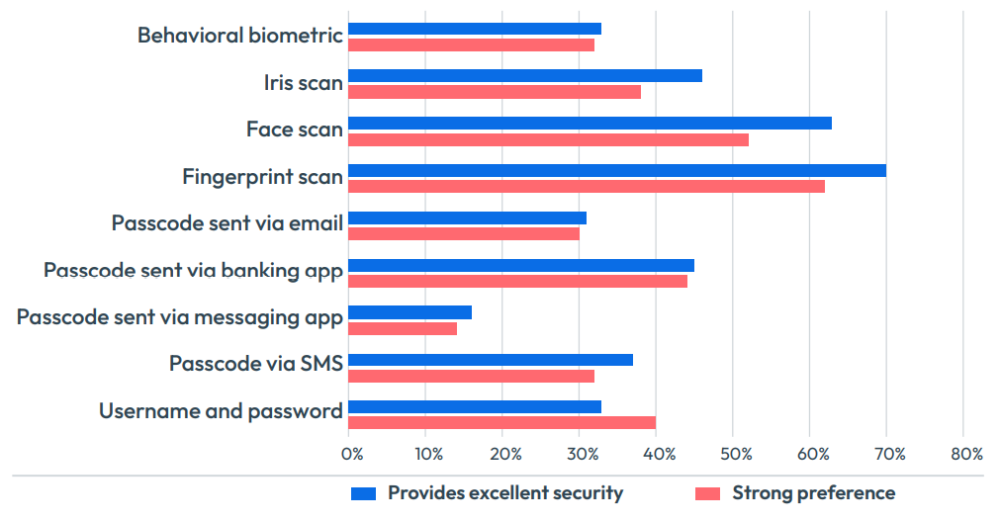 Behavioral biometric
Iris scan
Face scan
Fingerprint scan
Passcode sent via email
Passcode sent via banking app
Passcode sent via messaging app
Passcode via SMS
Username and password
0% 10% 20% 30% 40% 50% 60% 70% 80%
Provides excellent security Strong preference